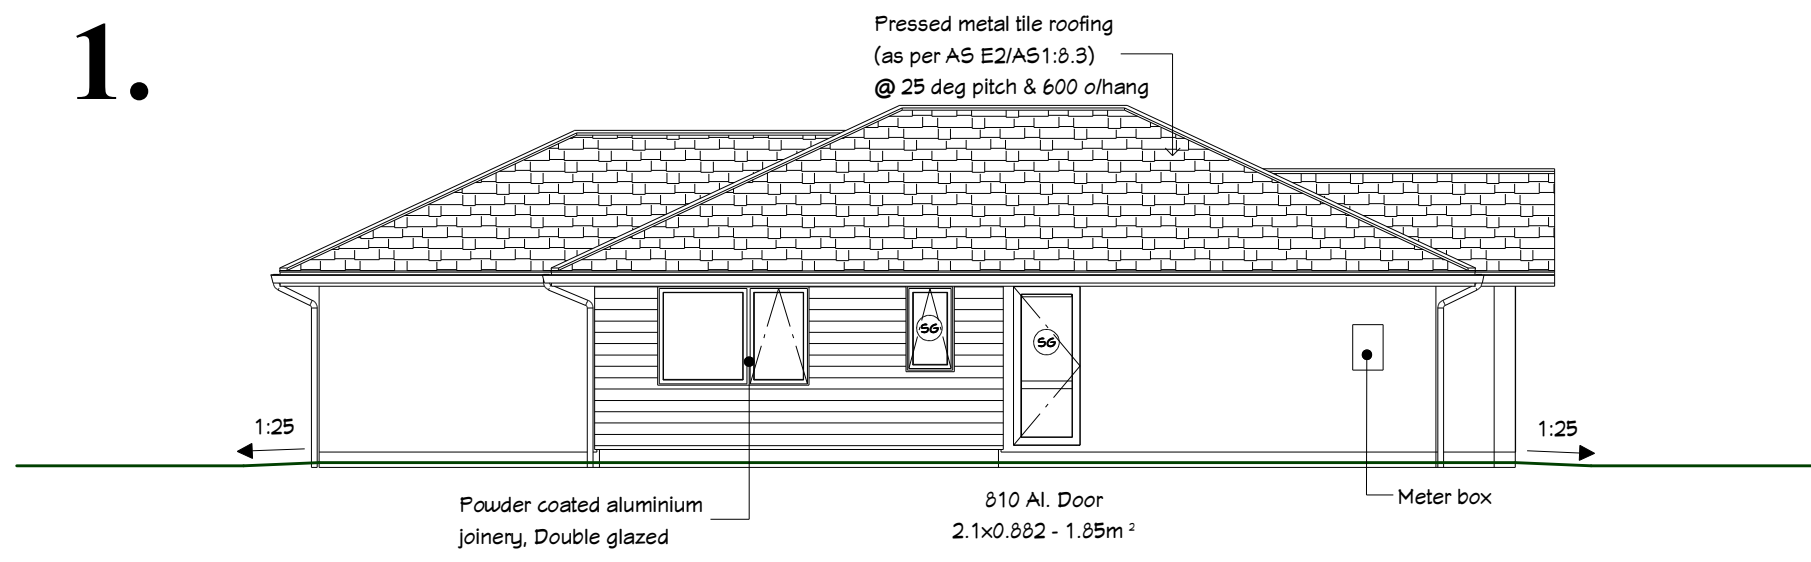 1.
Pressed metal tile roofing
(as per AS E2/AS1:8.3)
@ 25 deg pitch & 600 o/hang
SG
SG
1:25
1:25
Powder coated aluminium
joinery, Double glazed
810 Al. Door
2.1x0.882 - 1.85m ²
Meter box